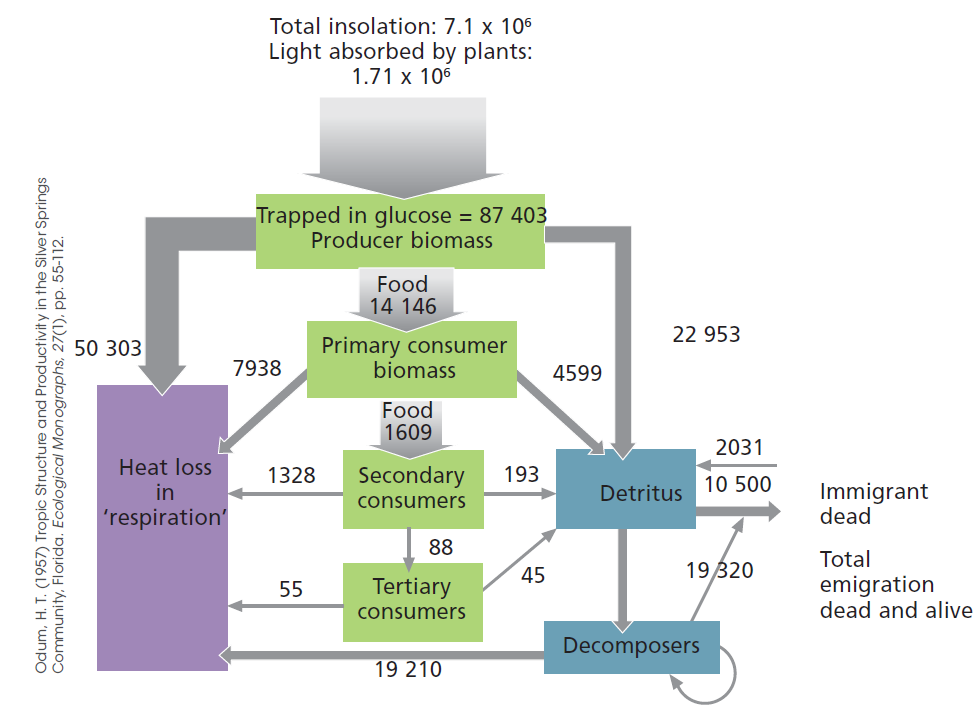 Total insolation: 7.1 x 10⁶
Light absorbed by plants:
1.71 x 10⁶
Trapped in glucose = 87 403
Producer biomass
Food
14 146
50 303
22 953
Primary consumer
biomass
7938
4599
Food
1609
Heat loss
in
'respiration'
1328
Secondary
consumers
193
Detritus
2031
10 500
Immigrant
dead
88
55
Tertiary
consumers
45
19 320
Total
emigration
dead and alive
Decomposers
19 210
Odum, H. T. (1957) Tropic Structure and Productivity in the Silver Springs
Community, Florida. Ecological Monographs, 27(1), pp. 55-112.